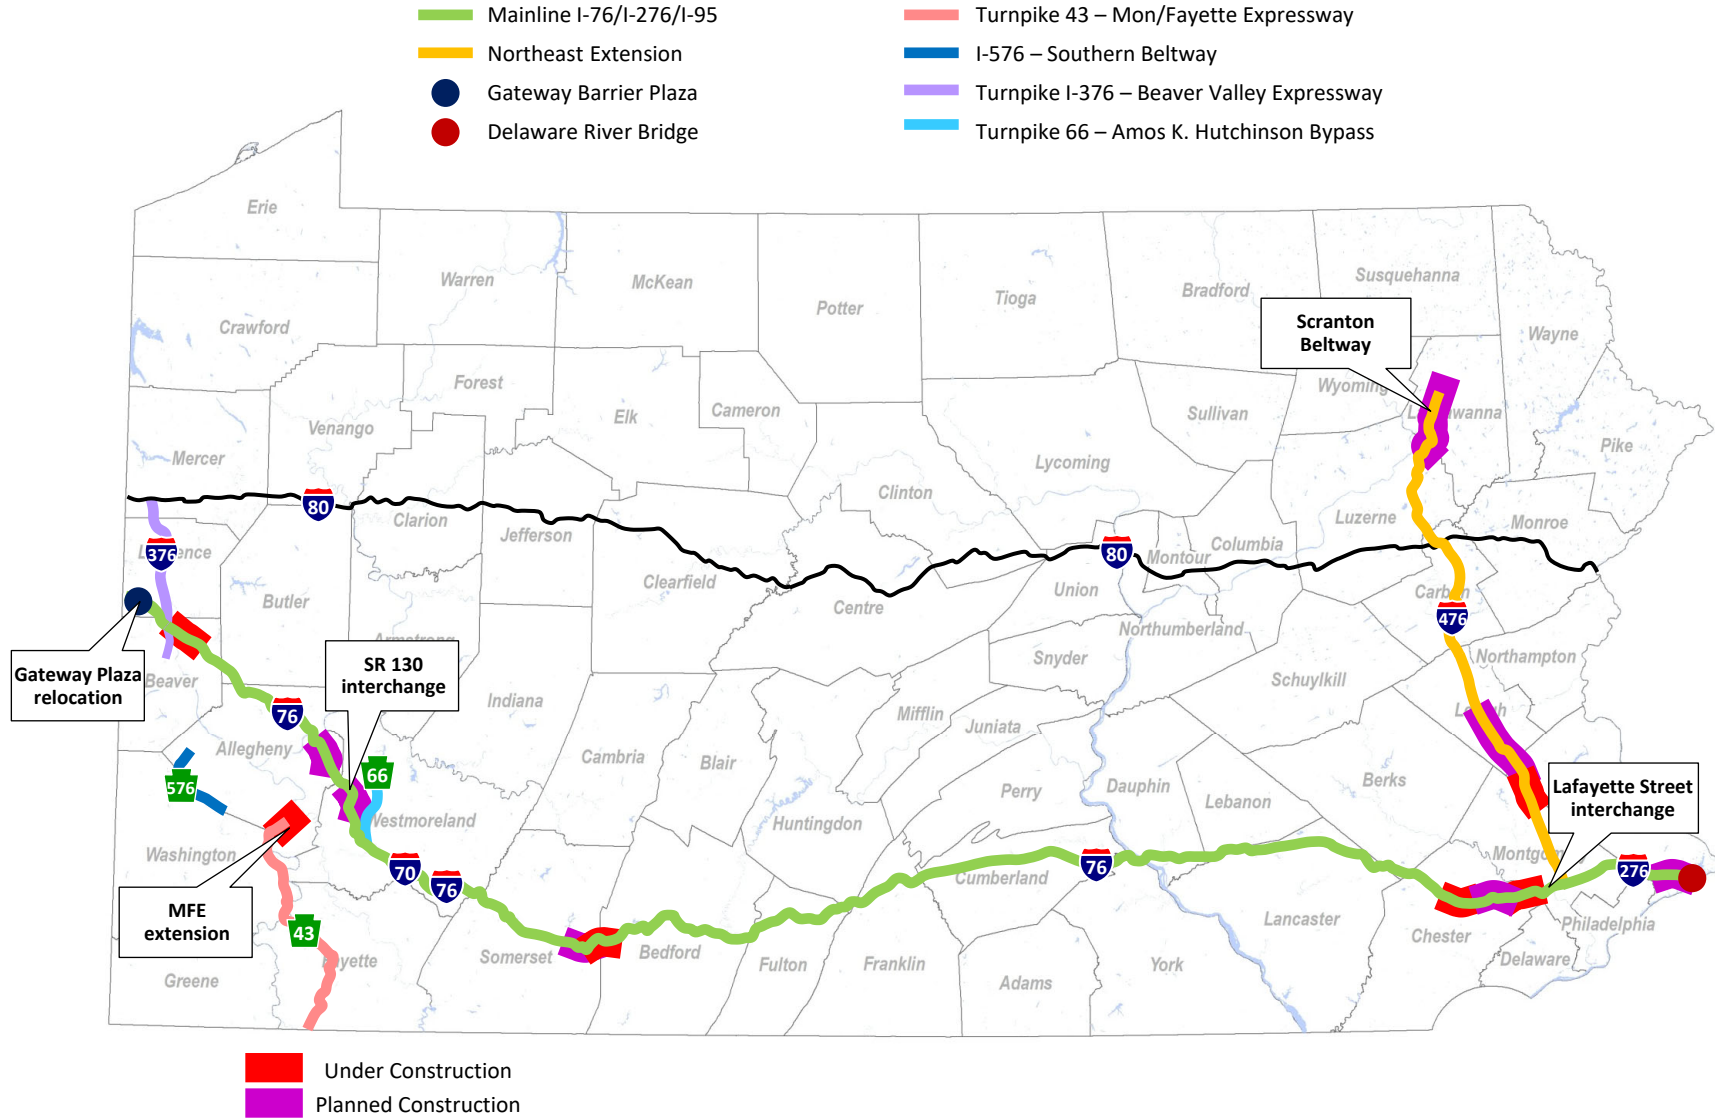 Mainline I-76/I-276/I-95
Northeast Extension
Gateway Barrier Plaza
Delaware River Bridge
Turnpike 43 – Mon/Fayette Expressway
I-576 – Southern Beltway
Turnpike I-376 – Beaver Valley Expressway
Turnpike 66 – Amos K. Hutchinson Bypass
Erie
Warren
McKean
Potter
Tioga
Bradford
Susquehanna
Crawford
Wayne
Scranton
Beltway
Forest
Cameron
Elk
Wyoming
Sullivan
Venango
Mercer
Pike
Lycoming
Clinton
80
Clarion
Jefferson
Luzerne
Monroe
Columbia
Montour
80
376
Clearfield
Butler
Centre
Union
476
Northumberland
Snyder
Northampton
Schuylkill
Gateway Plaza
relocation
Beaver
SR 130
interchange
Indiana
Mifflin
Juniata
76
Allegheny
Cambria
Blair
66
576
Perry
Dauphin
Berks
Lebanon
Lafayette Street
interchange
Westmoreland
Huntingdon
Washington
70
76
76
Cumberland
276
MFE
extension
43
Somerset
Bedford
Fulton
Franklin
Adams
York
Lancaster
Chester
Philadelphia
Delaware
Greene
Under Construction
Planned Construction